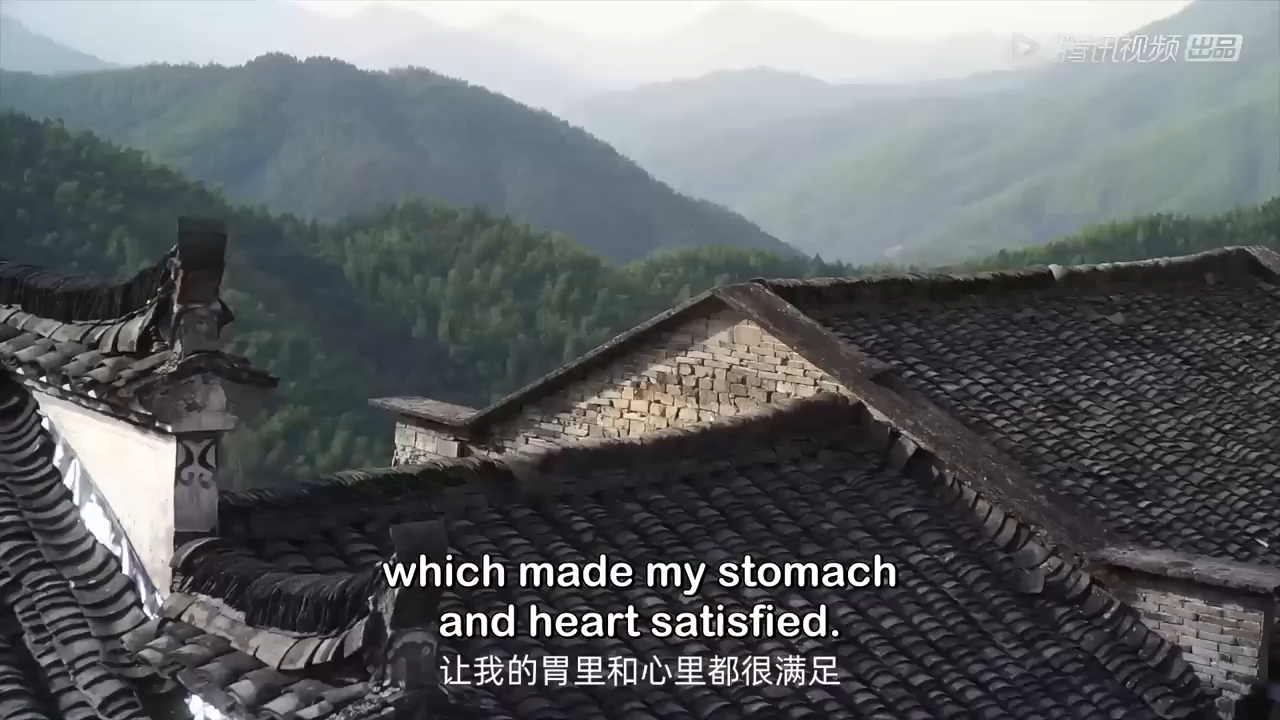 腾讯视频 出品
which made my stomach
and heart satisfied.
让我的胃里和心里都很满足